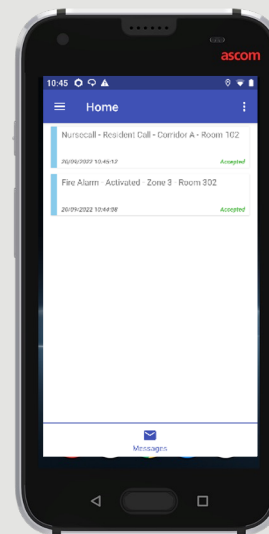 ascom
10:45
Home
Nursecall - Resident Call - Corridor A - Room 102
20/09/2022 10:45:12 Accepted
Fire Alarm - Activated - Zone 3 - Room 302
20/09/2022 10:44:08 Accepted
Messages